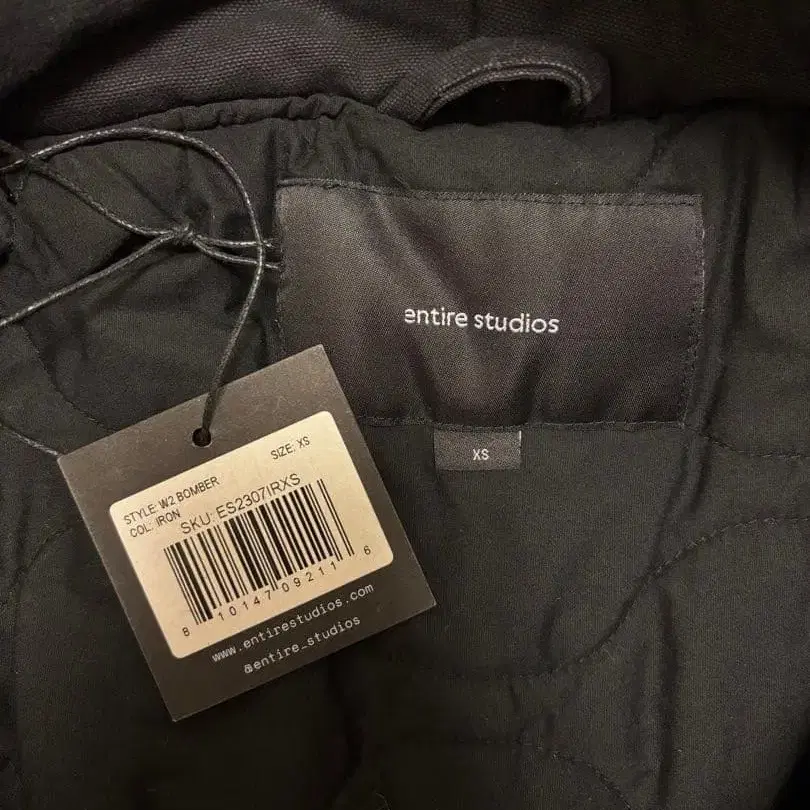 entire studios
XS
SIZE: XS
STYLE: W2 BOMBER
COL: IRON
SKU: ES2307IRXS
8 10147 09211 6
www.entirestudios.com
@entire_studios